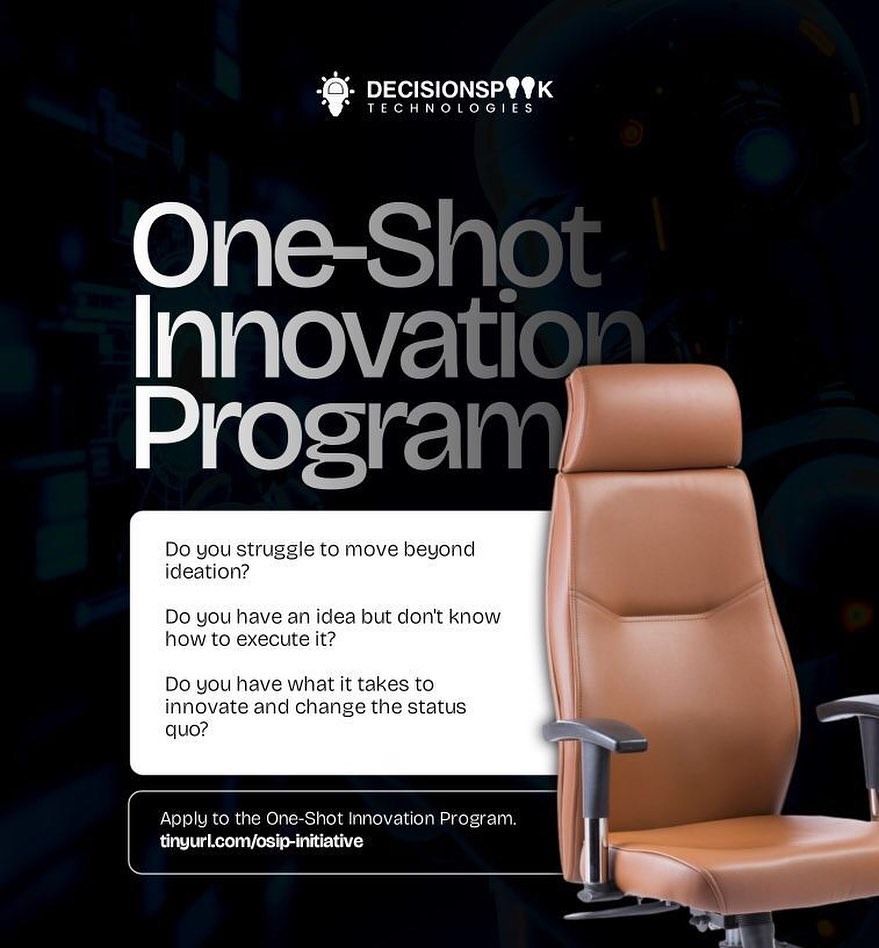 DECISIONSPOOK
TECHNOLOGIES
One-Shot
Innovation
Program
Do you struggle to move beyond
ideation?
Do you have an idea but don't know
how to execute it?
Do you have what it takes to
innovate and change the status
quo?
Apply to the One-Shot Innovation Program.
tinyurl.com/osip-initiative